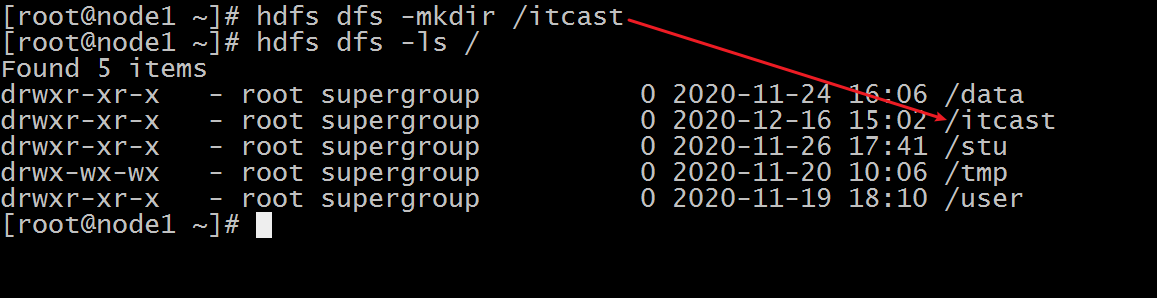 [root@node1 ~]# hdfs dfs -mkdir /itcast
[root@node1 ~]# hdfs dfs -ls /
Found 5 items
drwxr-xr-x   - root supergroup          0 2020-11-24 16:06 /data
drwxr-xr-x   - root supergroup          0 2020-12-16 15:02 /itcast
drwxr-xr-x   - root supergroup          0 2020-11-26 17:41 /stu
drwx-wx-wx   - root supergroup          0 2020-11-20 10:06 /tmp
drwxr-xr-x   - root supergroup          0 2020-11-19 18:10 /user
[root@node1 ~]#